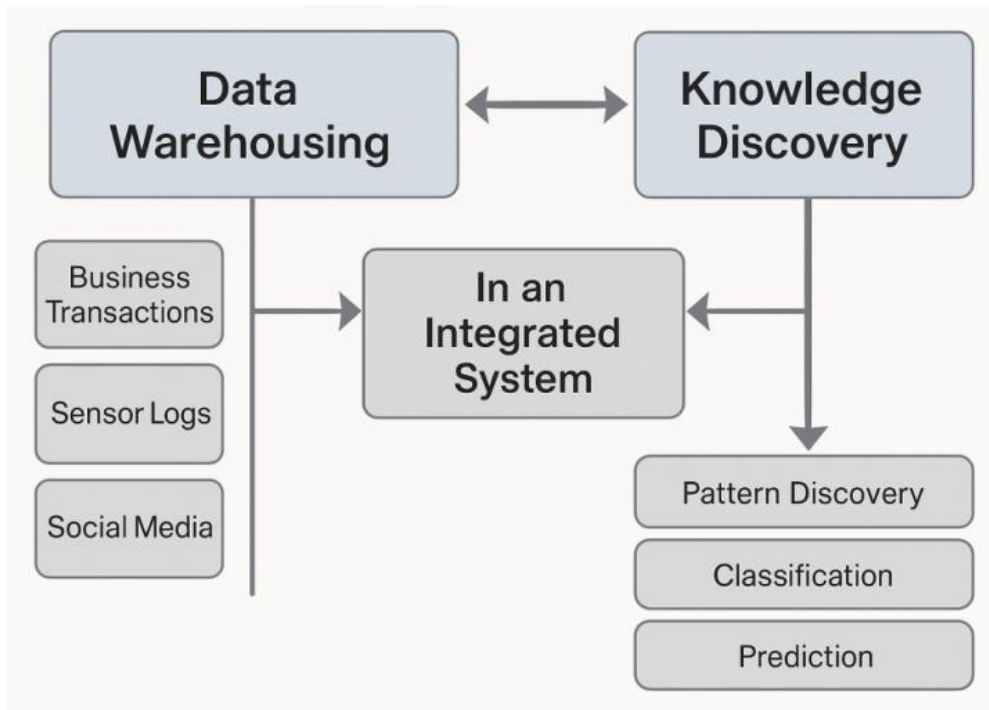 Data
Warehousing
Knowledge
Discovery
Business
Transactions
Sensor Logs
Social Media
In an
Integrated
System
Pattern Discovery
Classification
Prediction